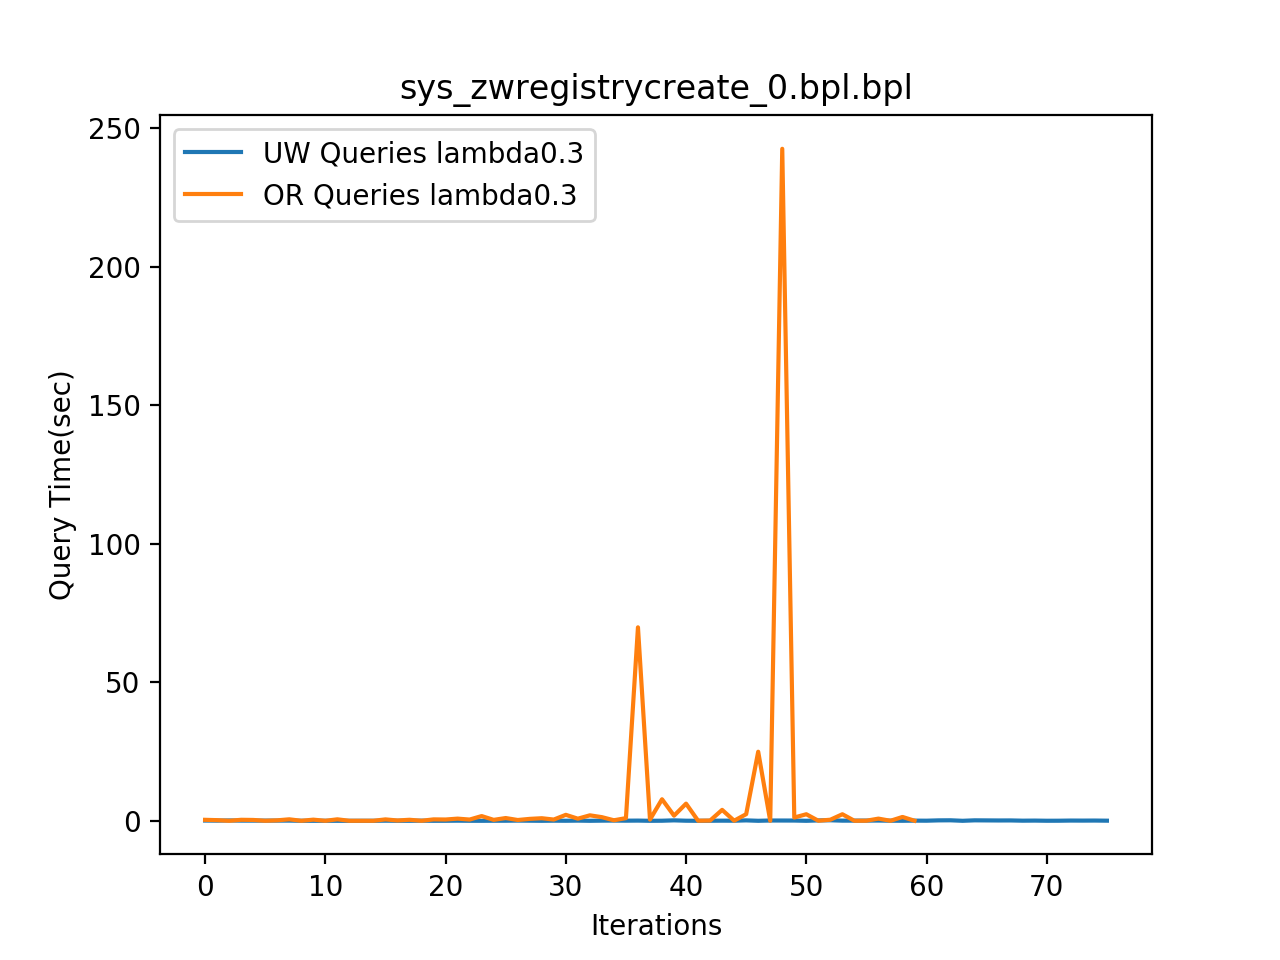 sys_zwregistrycreate_0.bpl.bpl
UW Queries lambda0.3
OR Queries lambda0.3
250
200
150
100
50
0
Query Time(sec)
0 10 20 30 40 50 60 70
Iterations